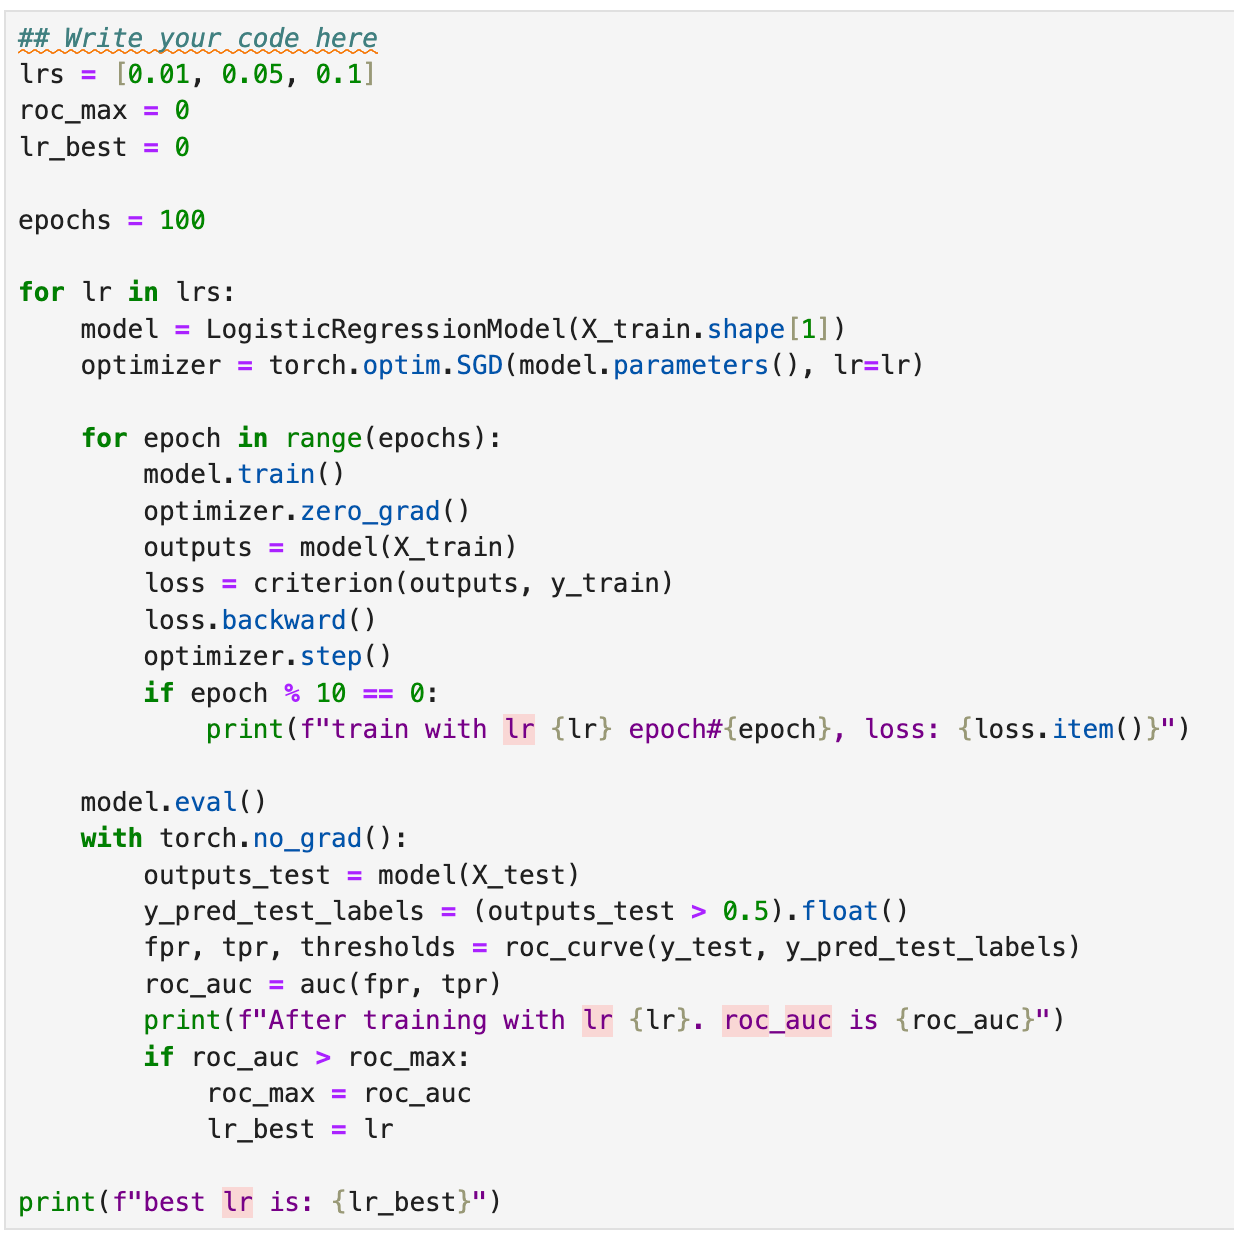 ## Write your code here
lrs = [0.01, 0.05, 0.1]
roc_max = 0
lr_best = 0

epochs = 100

for lr in lrs:
    model = LogisticRegressionModel(X_train.shape[1])
    optimizer = torch.optim.SGD(model.parameters(), lr=lr)

    for epoch in range(epochs):
        model.train()
        optimizer.zero_grad()
        outputs = model(X_train)
        loss = criterion(outputs, y_train)
        loss.backward()
        optimizer.step()
        if epoch % 10 == 0:
            print(f"train with lr {lr} epoch#{epoch}, loss: {loss.item()}")

    model.eval()
    with torch.no_grad():
        outputs_test = model(X_test)
        y_pred_test_labels = (outputs_test > 0.5).float()
        fpr, tpr, thresholds = roc_curve(y_test, y_pred_test_labels)
        roc_auc = auc(fpr, tpr)
        print(f"After training with lr {lr}. roc_auc is {roc_auc}")
        if roc_auc > roc_max:
            roc_max = roc_auc
            lr_best = lr

print(f"best lr is: {lr_best}")